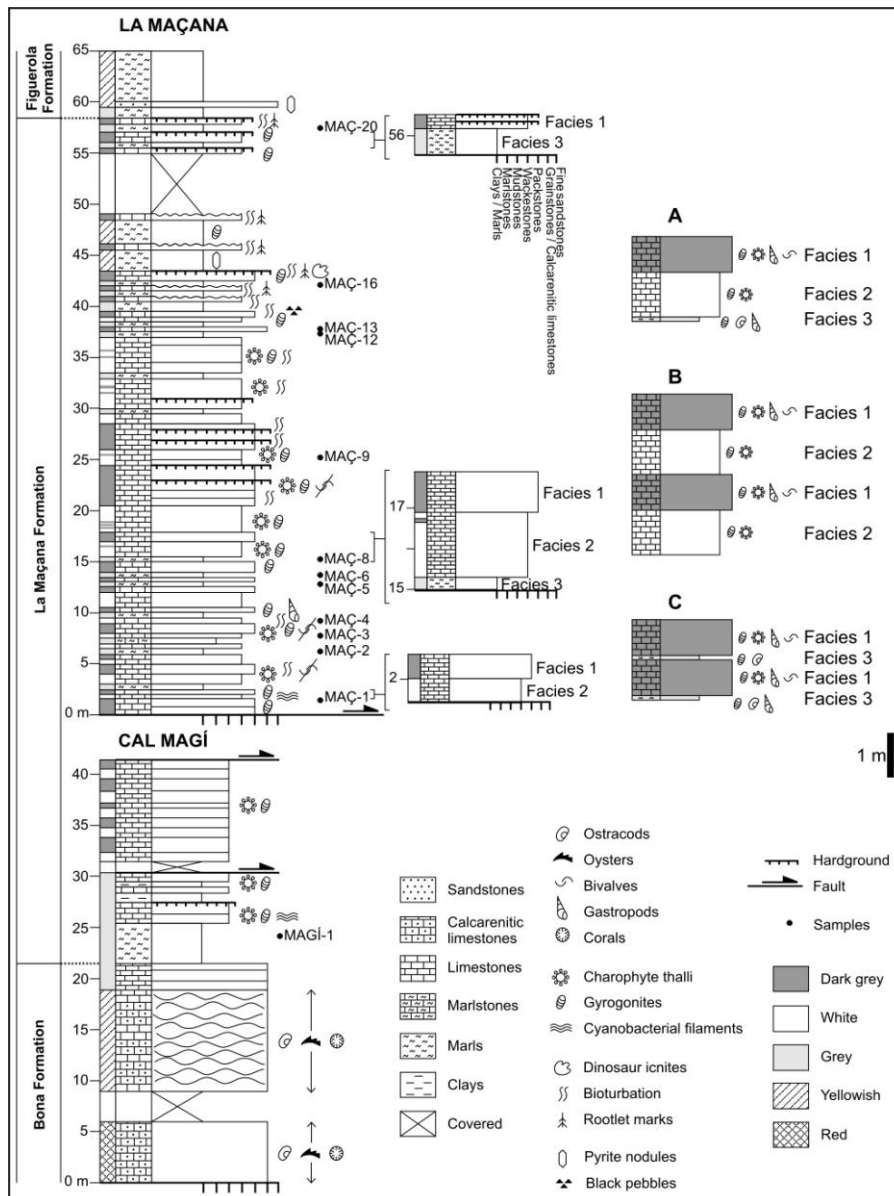 LA MAÇANA
Figuerola
Formation
La Maçana Formation
65
60
55
50
45
40
35
30
25
20
15
10
5
0 m
MAÇ-20
MAÇ-16
MAÇ-13
MAÇ-12
MAÇ-9
MAÇ-8
MAÇ-6
MAÇ-5
MAÇ-4
MAÇ-3
MAÇ-2
MAÇ-1
56
Facies 1
Facies 3
Fine sandstones
Grainstones / Calcarenitic limestones
Packstones
Wackestones
Mudstones
Marlstones
Clays / Marls
17
15
Facies 1
Facies 2
Facies 3
2
Facies 1
Facies 2
A
Facies 1
Facies 2
Facies 3
B
Facies 1
Facies 2
Facies 1
Facies 2
C
Facies 1
Facies 3
Facies 1
Facies 3
1 m
CAL MAGÍ
Bona Formation
40
35
30
25
20
15
10
5
0 m
MAGÍ-1
Sandstones
Calcarenitic
limestones
Limestones
Marlstones
Marls
Clays
Covered
Ostracods
Oysters
Bivalves
Gastropods
Corals
Charophyte thalli
Gyrogonites
Cyanobacterial filaments
Dinosaur icnites
Bioturbation
Rootlet marks
Pyrite nodules
Black pebbles
Hardground
Fault
Samples
Dark grey
White
Grey
Yellowish
Red